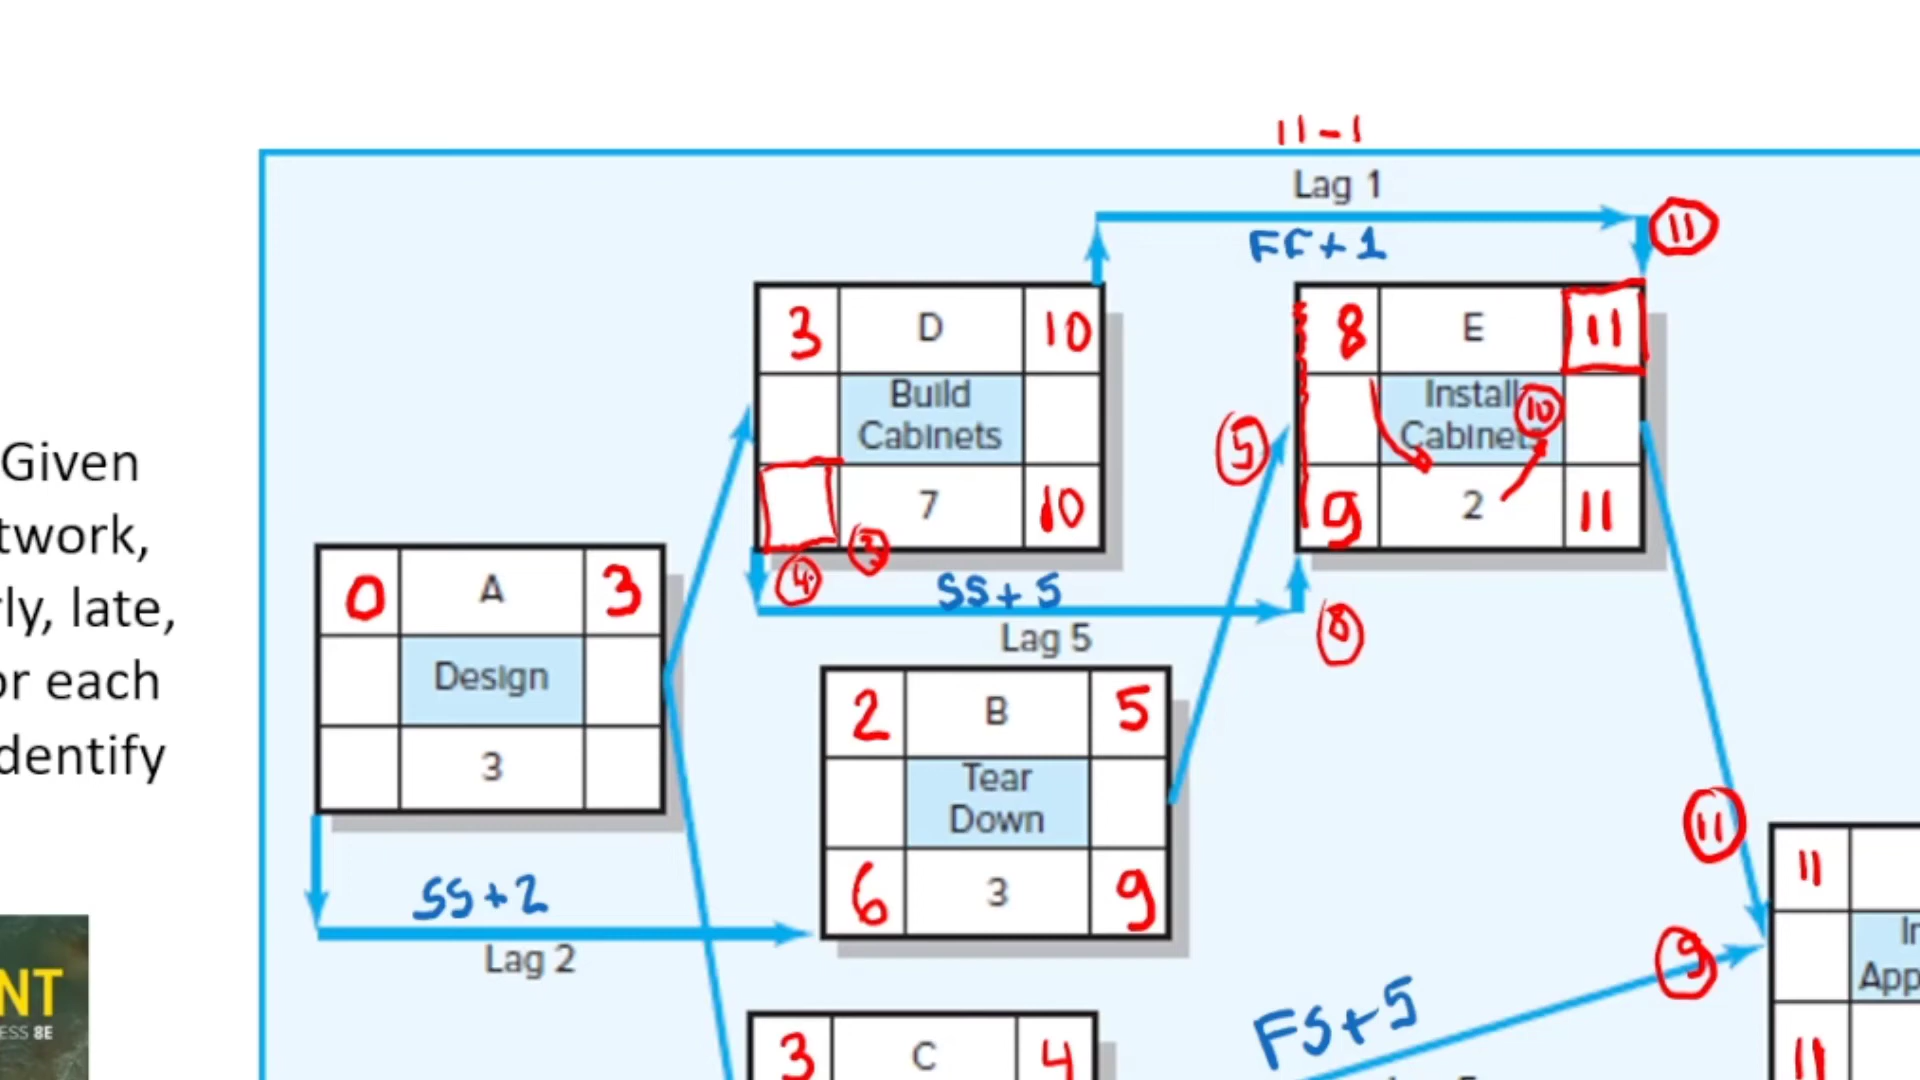 Given
twork,
ly, late,
or each
dentify
NT
ESS 8E
11-1
Lag 1
FF+1
11
3 D 10
Build
Cabinets
7 10
4
3
8 E 11
Install
Cabinets
10
9 2 11
5
8
SS+5
Lag 5
0 A 3
Design
3
2 B 5
Tear
Down
6 3 9
SS+2
Lag 2
3 C 4
FS+5
11
9
11
App
11